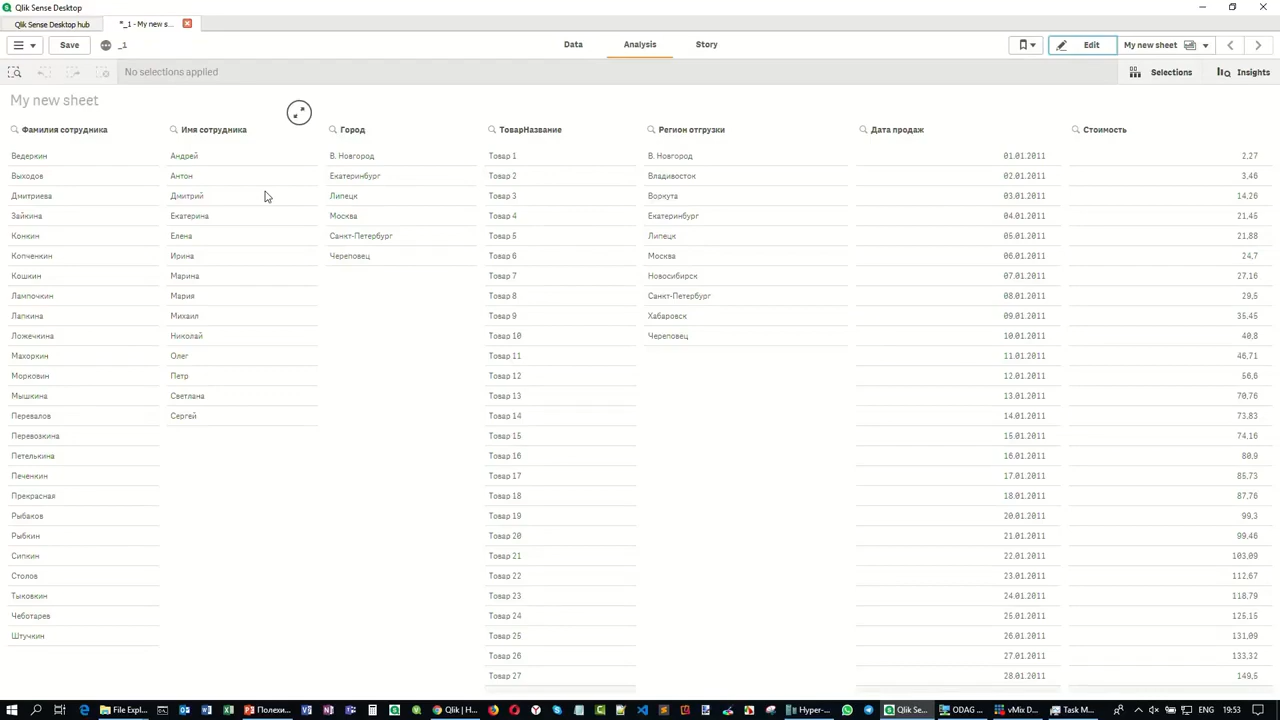 Qlik Sense Desktop
Qlik Sense Desktop hub
*_1 - My new s...
Save
_1
Data
Analysis
Story
Edit
My new sheet
No selections applied
Selections
Insights
My new sheet
Фамилия сотрудника
Ведеркин
Выходов
Дмитриева
Зайкина
Конкин
Копченкин
Кошкин
Лампочкин
Лапкина
Ложечкина
Махоркин
Морковин
Мышкина
Перевалов
Перевозкина
Петелькина
Печенкин
Прекрасная
Рыбаков
Рыбкин
Сипкин
Столов
Тыковкин
Чеботарев
Штучкин
Имя сотрудника
Андрей
Антон
Дмитрий
Екатерина
Елена
Ирина
Марина
Мария
Михаил
Николай
Олег
Петр
Светлана
Сергей
Город
В. Новгород
Екатеринбург
Липецк
Москва
Санкт-Петербург
Череповец
ТоварНазвание
Товар 1
Товар 2
Товар 3
Товар 4
Товар 5
Товар 6
Товар 7
Товар 8
Товар 9
Товар 10
Товар 11
Товар 12
Товар 13
Товар 14
Товар 15
Товар 16
Товар 17
Товар 18
Товар 19
Товар 20
Товар 21
Товар 22
Товар 23
Товар 24
Товар 25
Товар 26
Товар 27
Регион отгрузки
В. Новгород
Владивосток
Воркута
Екатеринбург
Липецк
Москва
Новосибирск
Санкт-Петербург
Хабаровск
Череповец
Дата продаж
01.01.2011
02.01.2011
03.01.2011
04.01.2011
05.01.2011
06.01.2011
07.01.2011
08.01.2011
09.01.2011
10.01.2011
11.01.2011
12.01.2011
13.01.2011
14.01.2011
15.01.2011
16.01.2011
17.01.2011
18.01.2011
20.01.2011
21.01.2011
22.01.2011
23.01.2011
24.01.2011
25.01.2011
26.01.2011
27.01.2011
28.01.2011
Стоимость
2,27
3,46
14,26
21,45
21,88
24,7
27,16
29,5
35,45
40,8
46,71
56,6
70,76
73,83
74,16
80,9
85,73
87,76
99,3
99,46
103,09
112,67
118,79
125,15
131,09
133,32
149,5
File Expl...
Полехи...
Qlik | H...
Hyper-...
Qlik Se...
ODAG ...
vMix D...
Task M...
ENG
19:53